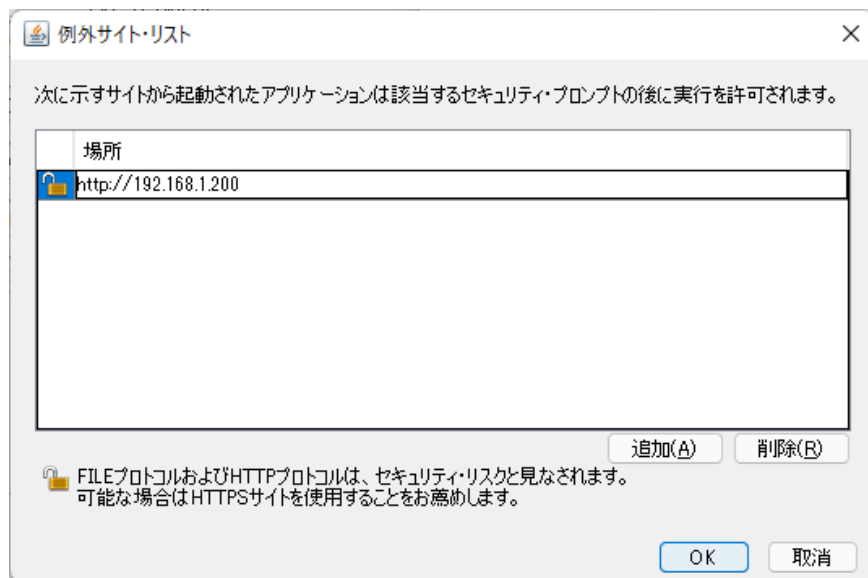 例外サイト・リスト
次に示すサイトから起動されたアプリケーションは該当するセキュリティ・プロンプトの後に実行を許可されます。
場所
http://192.168.1.200
追加(A)
削除(R)
FILEプロトコルおよびHTTPプロトコルは、セキュリティ・リスクと見なされます。
可能な場合はHTTPSサイトを使用することをお薦めします。
OK
取消